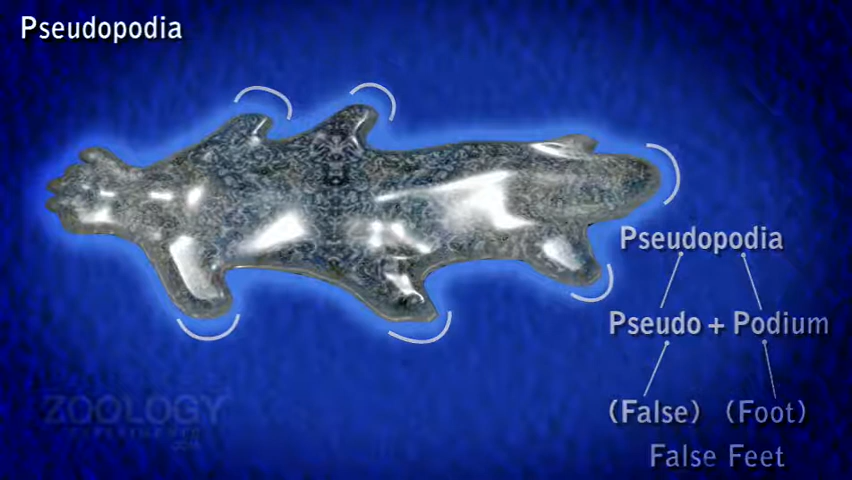 Pseudopodia
Pseudopodia
Pseudo + Podium
(False) (Foot)
False Feet
ZOOLOGY